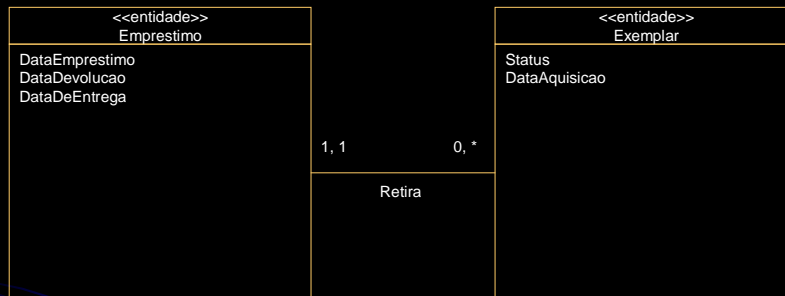 <<entidade>>
Emprestimo
DataEmprestimo
DataDevolucao
DataDeEntrega
1, 1
0, *
Retira
<<entidade>>
Exemplar
Status
DataAquisicao